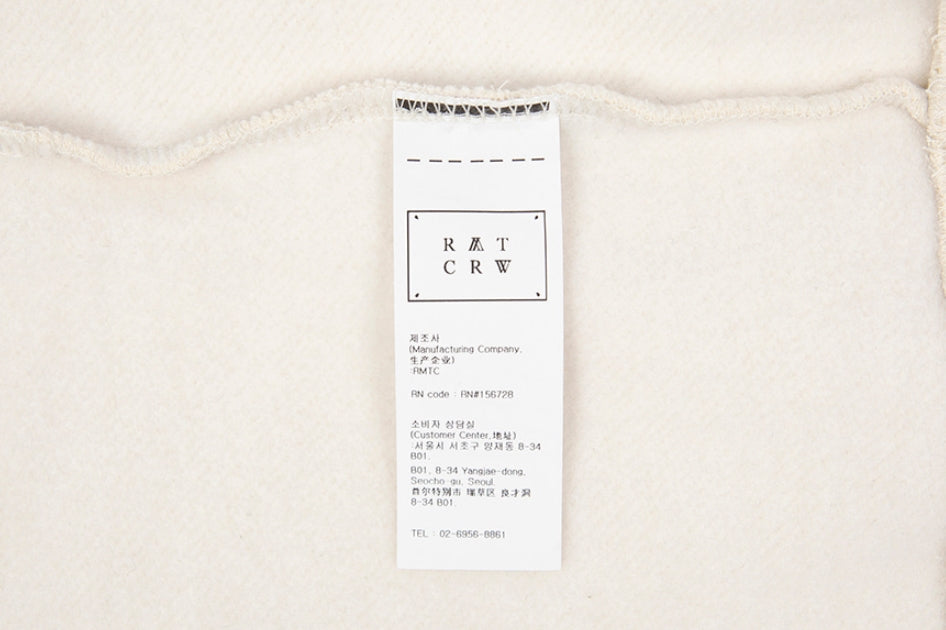 RMT
CRW
제조사
(Manufacturing Company,
生产企业)
:RMTC
RN code : RN#156728
소비자 상담실
(Customer Center,地址)
:서울시 서초구 양재동 8-34
B01.
B01, 8-34 Yangjae-dong,
Seocho-gu, Seoul.
首尔特别市 瑞草区 良才洞
8-34 B01.
TEL : 02-6956-8861